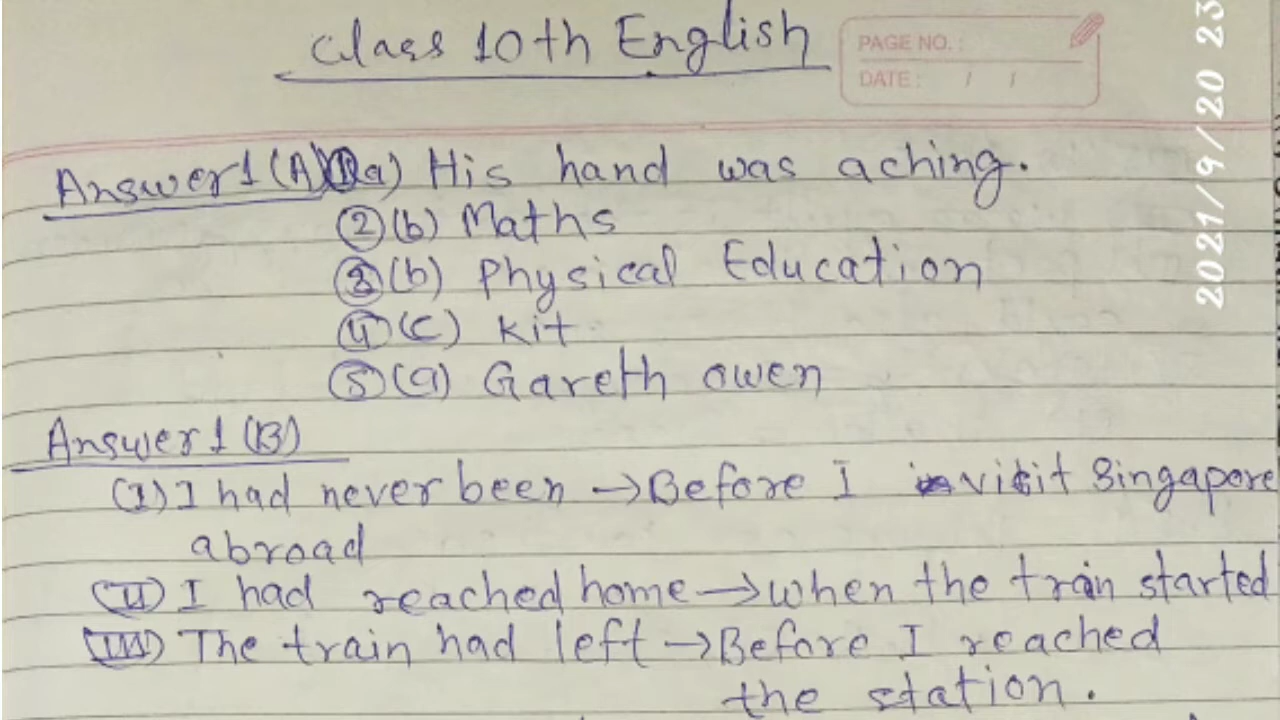 Class 10th English
PAGE NO. :
DATE : / /
2021/9/20 23
Answer 1 (A) (1) (a) His hand was aching.
(2) (b) Maths
(3) (b) Physical Education
(4) (c) kit
(5) (a) Gareth owen
Answer 1 (B)
(I) I had never been → Before I visit Singapore
abroad
(II) I had reached home → when the train started
(III) The train had left → Before I reached
the station.